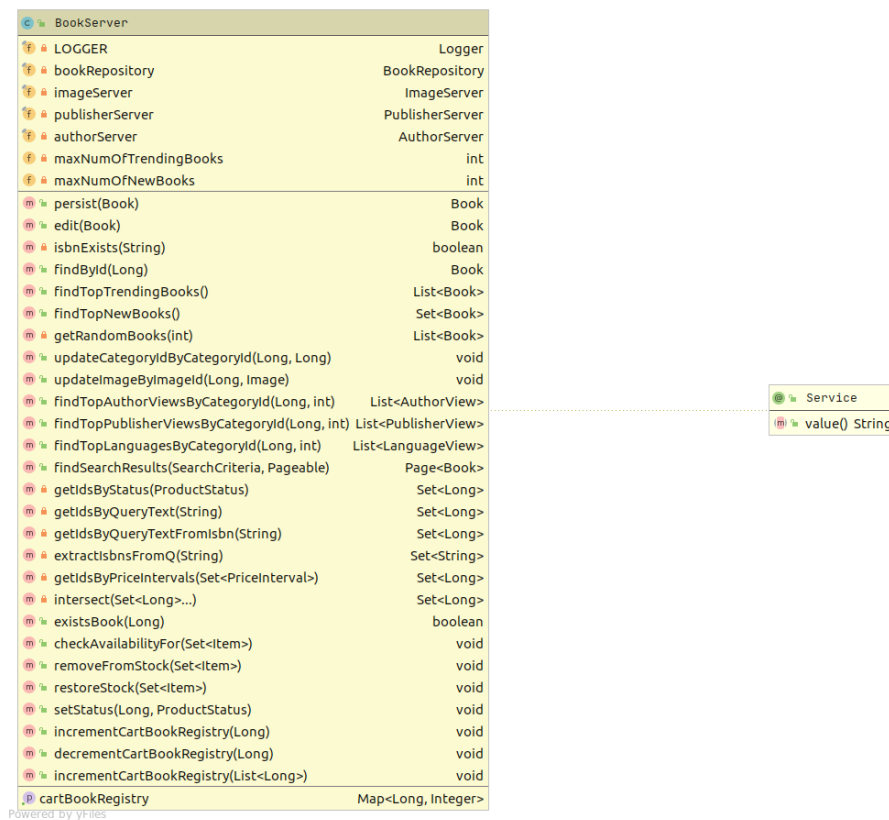 BookServer
LOGGER Logger
bookRepository BookRepository
imageServer ImageServer
publisherServer PublisherServer
authorServer AuthorServer
maxNumOfTrendingBooks int
maxNumOfNewBooks int
persist(Book) Book
edit(Book) Book
isbnExists(String) boolean
findById(Long) Book
findTopTrendingBooks() List<Book>
findTopNewBooks() Set<Book>
getRandomBooks(int) List<Book>
updateCategoryIdByCategoryId(Long, Long) void
updateImageByImageId(Long, Image) void
findTopAuthorViewsByCategoryId(Long, int) List<AuthorView>
findTopPublisherViewsByCategoryId(Long, int) List<PublisherView>
findTopLanguagesByCategoryId(Long, int) List<LanguageView>
findSearchResults(SearchCriteria, Pageable) Page<Book>
getIdsByStatus(ProductStatus) Set<Long>
getIdsByQueryText(String) Set<Long>
getIdsByQueryTextFromIsbn(String) Set<Long>
extractIsbnsFromQ(String) Set<String>
getIdsByPriceIntervals(Set<PriceInterval>) Set<Long>
intersect(Set<Long>...) Set<Long>
existsBook(Long) boolean
checkAvailabilityFor(Set<Item>) void
removeFromStock(Set<Item>) void
restoreStock(Set<Item>) void
setStatus(Long, ProductStatus) void
incrementCartBookRegistry(Long) void
decrementCartBookRegistry(Long) void
incrementCartBookRegistry(List<Long>) void
cartBookRegistry Map<Long, Integer>
Powered by yFiles
Service
value() String